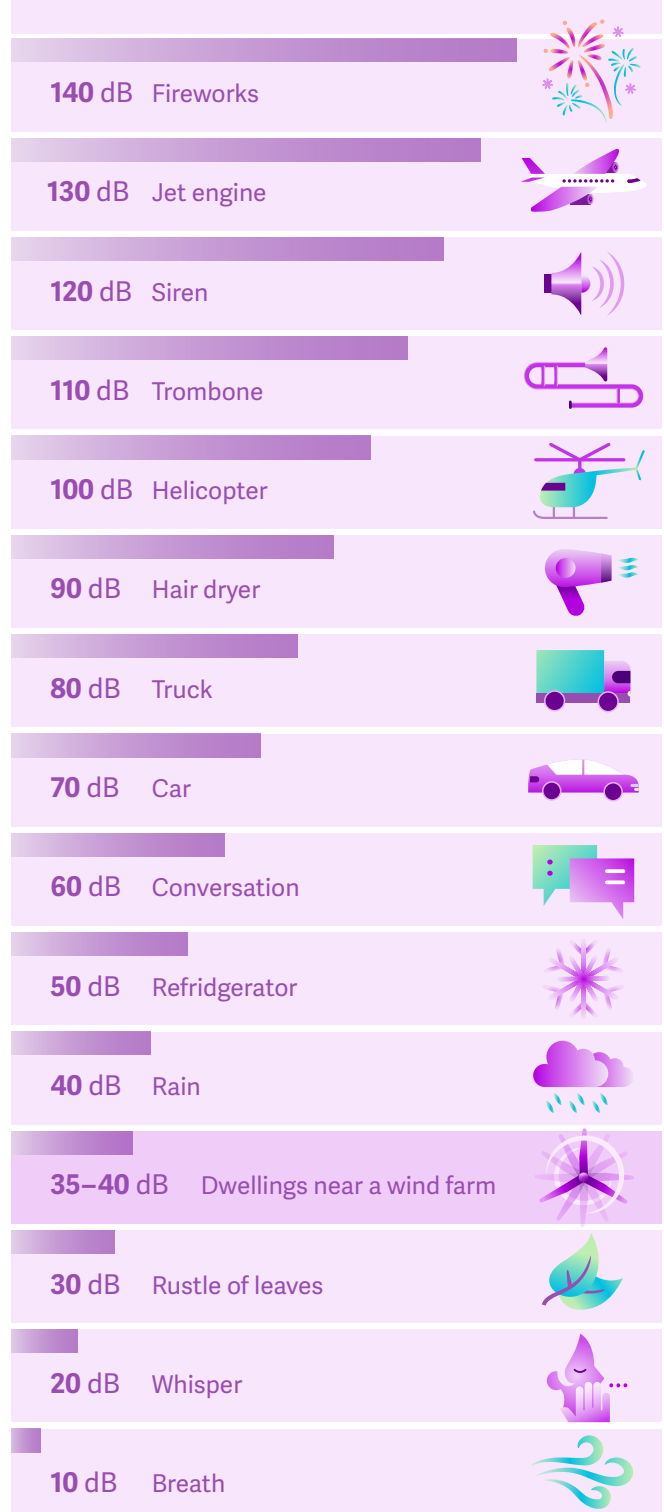 140 dB Fireworks
130 dB Jet engine
120 dB Siren
110 dB Trombone
100 dB Helicopter
90 dB Hair dryer
80 dB Truck
70 dB Car
60 dB Conversation
50 dB Refridgerator
40 dB Rain
35–40 dB Dwellings near a wind farm
30 dB Rustle of leaves
20 dB Whisper
10 dB Breath